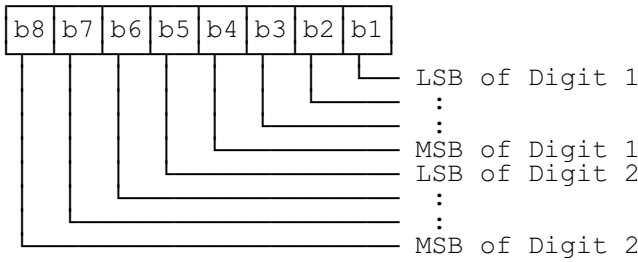 b8 b7 b6 b5 b4 b3 b2 b1
LSB of Digit 1
:
:
MSB of Digit 1
LSB of Digit 2
:
:
MSB of Digit 2